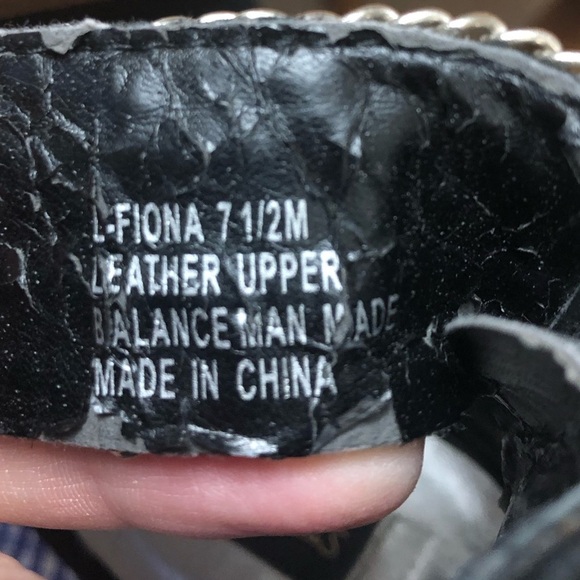 L-FIONA 7 1/2M
LEATHER UPPER
BALANCE MAN MADE
MADE IN CHINA